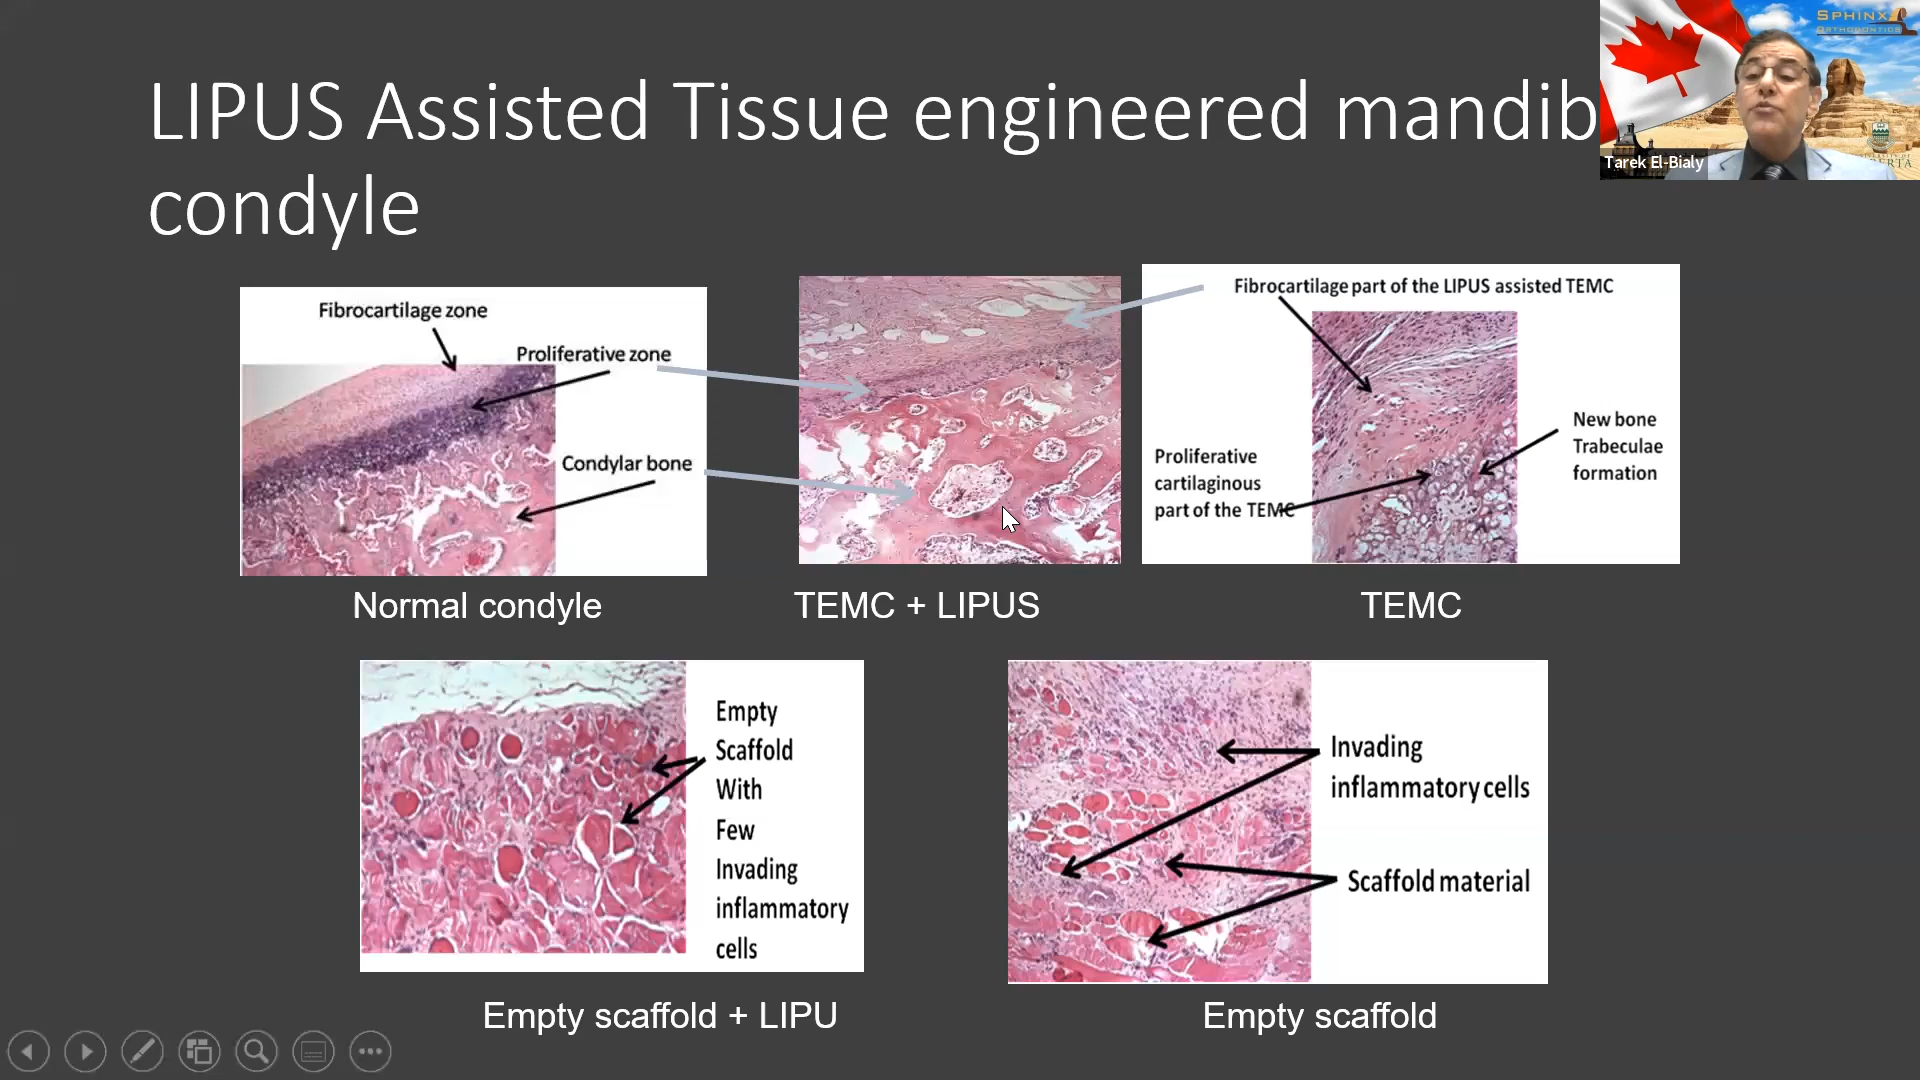 LIPUS Assisted Tissue engineered mandib
condyle
SPHINX
ORTHODONTICS
Tarek El-Bialy
Fibrocartilage zone
Proliferative zone
Condylar bone
Normal condyle
TEMC + LIPUS
Fibrocartilage part of the LIPUS assisted TEMC
New bone
Trabeculae
formation
Proliferative
cartilaginous
part of the TEMC
TEMC
Empty
Scaffold
With
Few
Invading
inflammatory
cells
Empty scaffold + LIPU
Invading
inflammatory cells
Scaffold material
Empty scaffold